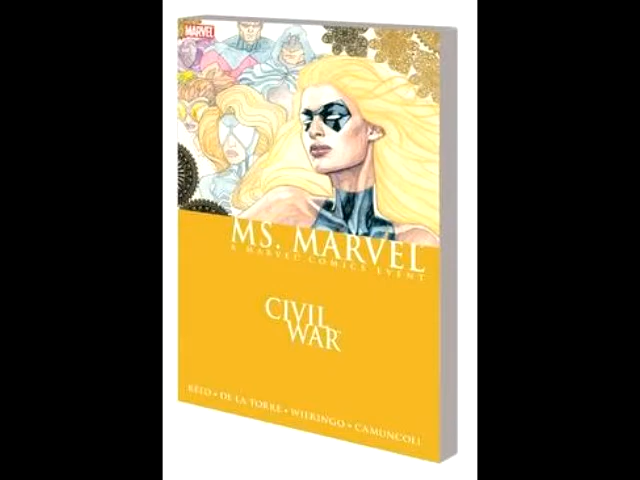 MARVEL
MS. MARVEL
A MARVEL COMICS EVENT
CIVIL
WAR
REED • DE LA TORRE • WIERINGO • CAMUNCOLI